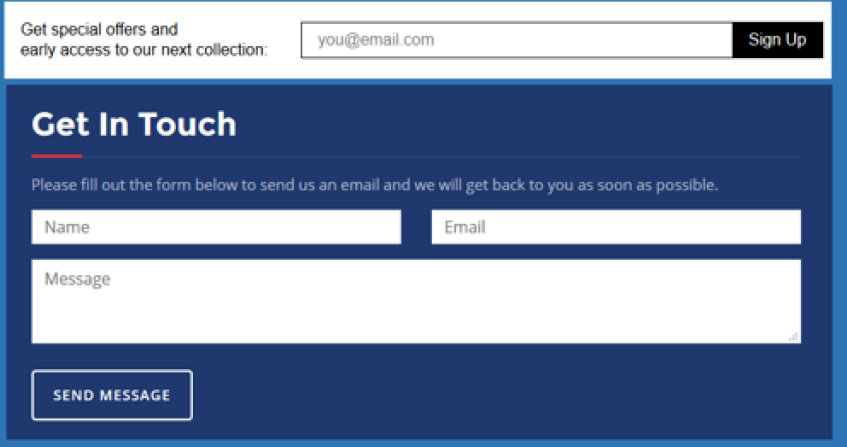 Get special offers and
early access to our next collection:
you@email.com
Sign Up
Get In Touch
Please fill out the form below to send us an email and we will get back to you as soon as possible.
Name
Email
Message
SEND MESSAGE